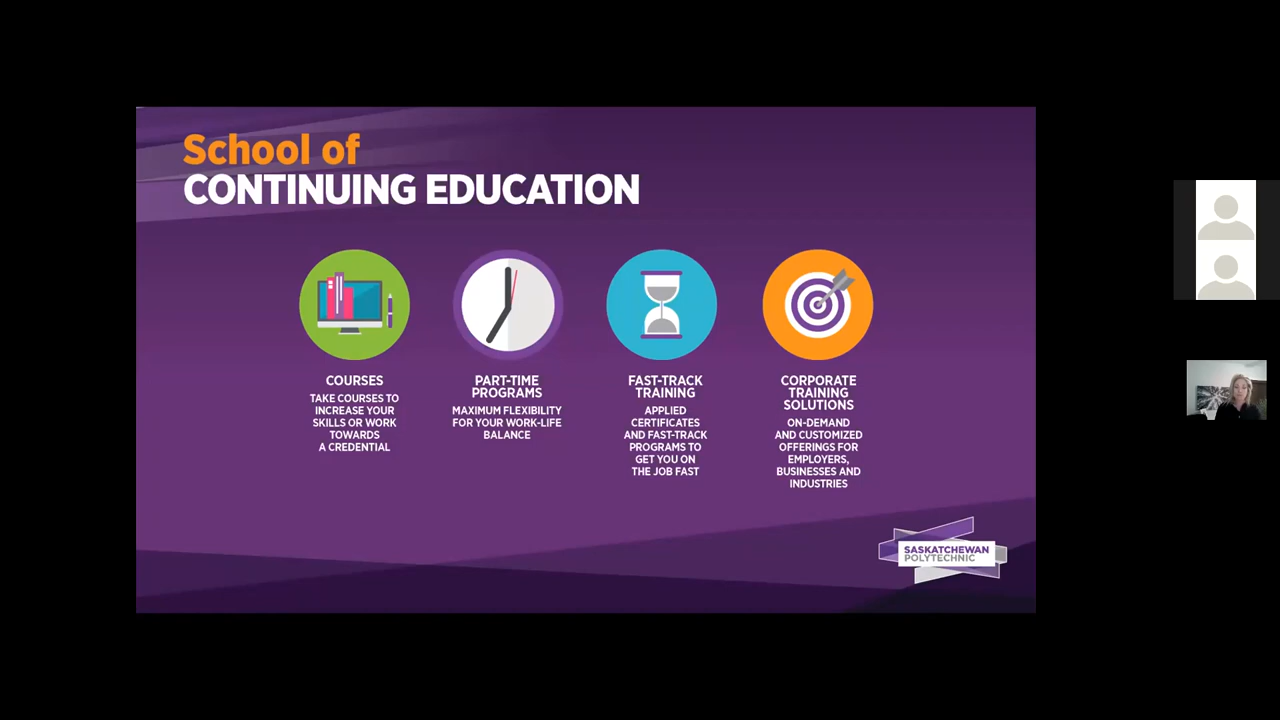 School of
CONTINUING EDUCATION
COURSES
TAKE COURSES TO
INCREASE YOUR
SKILLS OR WORK
TOWARDS
A CREDENTIAL
PART-TIME
PROGRAMS
MAXIMUM FLEXIBILITY
FOR YOUR WORK-LIFE
BALANCE
FAST-TRACK
TRAINING
APPLIED
CERTIFICATES
AND FAST-TRACK
PROGRAMS TO
GET YOU ON
THE JOB FAST
CORPORATE
TRAINING
SOLUTIONS
ON-DEMAND
AND CUSTOMIZED
OFFERINGS FOR
EMPLOYERS,
BUSINESSES AND
INDUSTRIES
SASKATCHEWAN
POLYTECHNIC